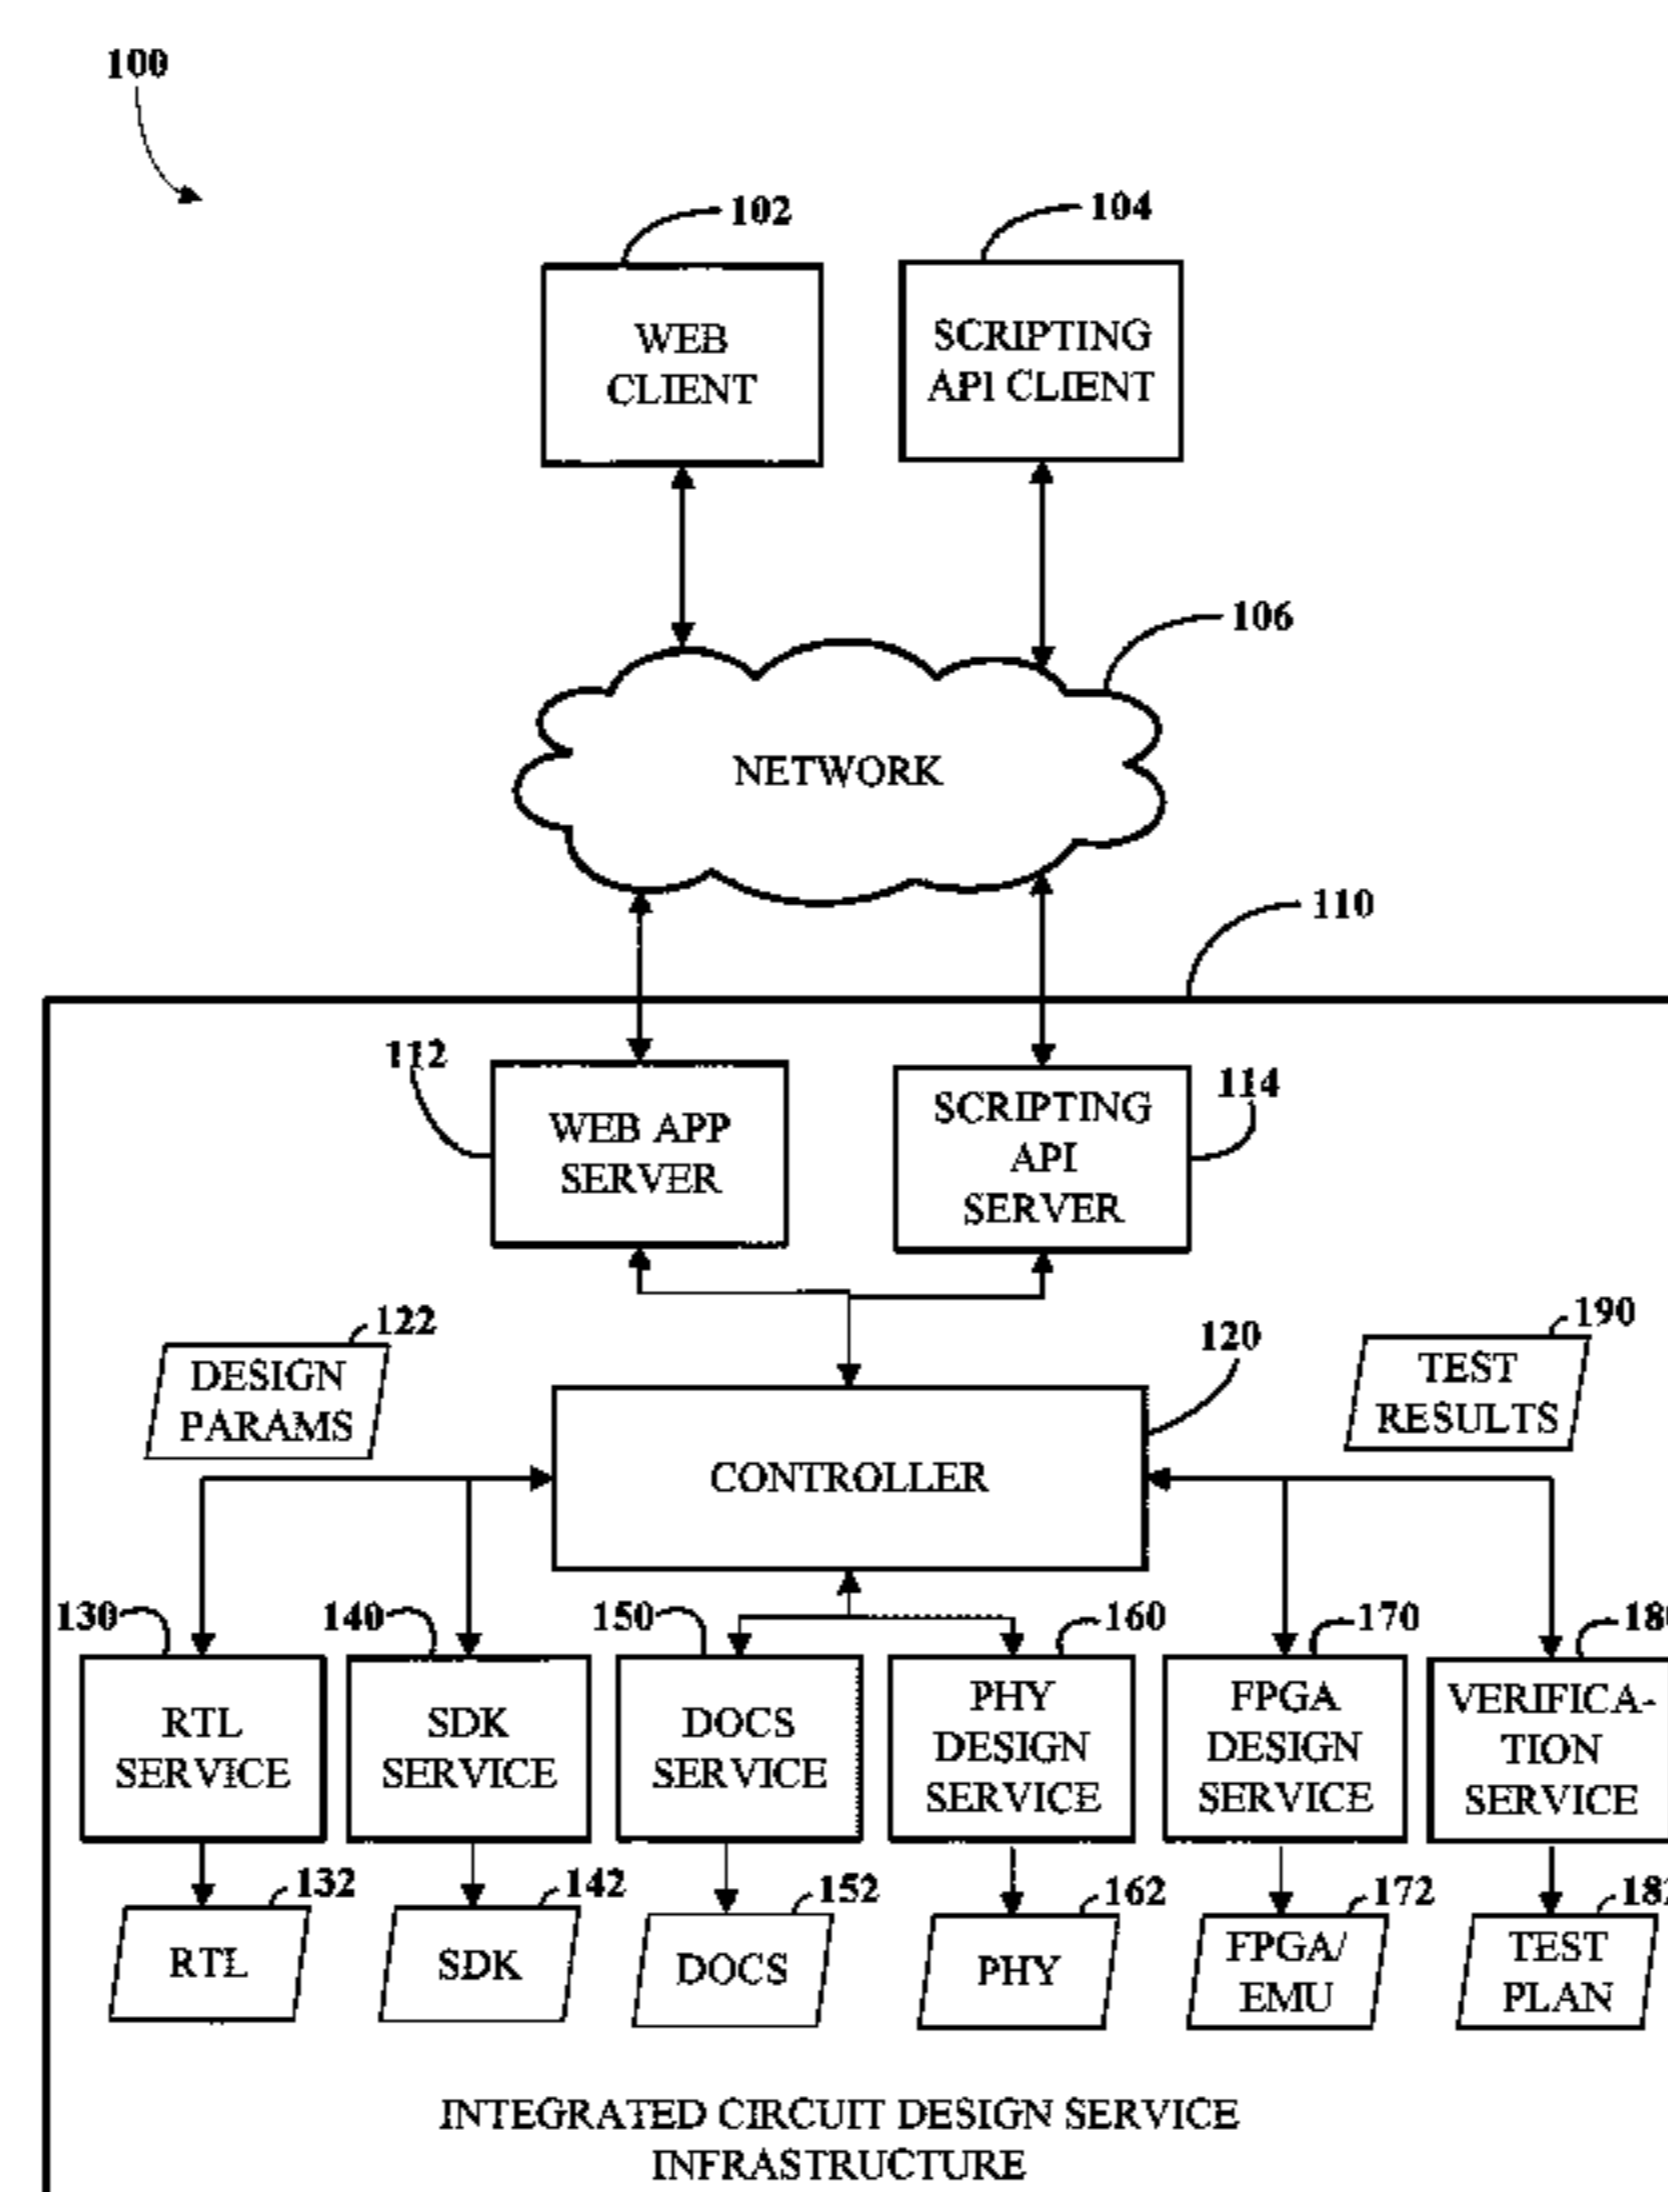 100
102
104
WEB
CLIENT
SCRIPTING
API CLIENT
106
NETWORK
110
112
WEB APP
SERVER
SCRIPTING
API
SERVER
114
122
DESIGN
PARAMS
120
CONTROLLER
190
TEST
RESULTS
130
140
150
160
170
RTL
SERVICE
SDK
SERVICE
DOCS
SERVICE
PHY
DESIGN
SERVICE
FPGA
DESIGN
SERVICE
VERIFICA-
TION
SERVICE
132
142
152
162
172
RTL
SDK
DOCS
PHY
FPGA/
EMU
TEST
PLAN
INTEGRATED CIRCUIT DESIGN SERVICE
INFRASTRUCTURE